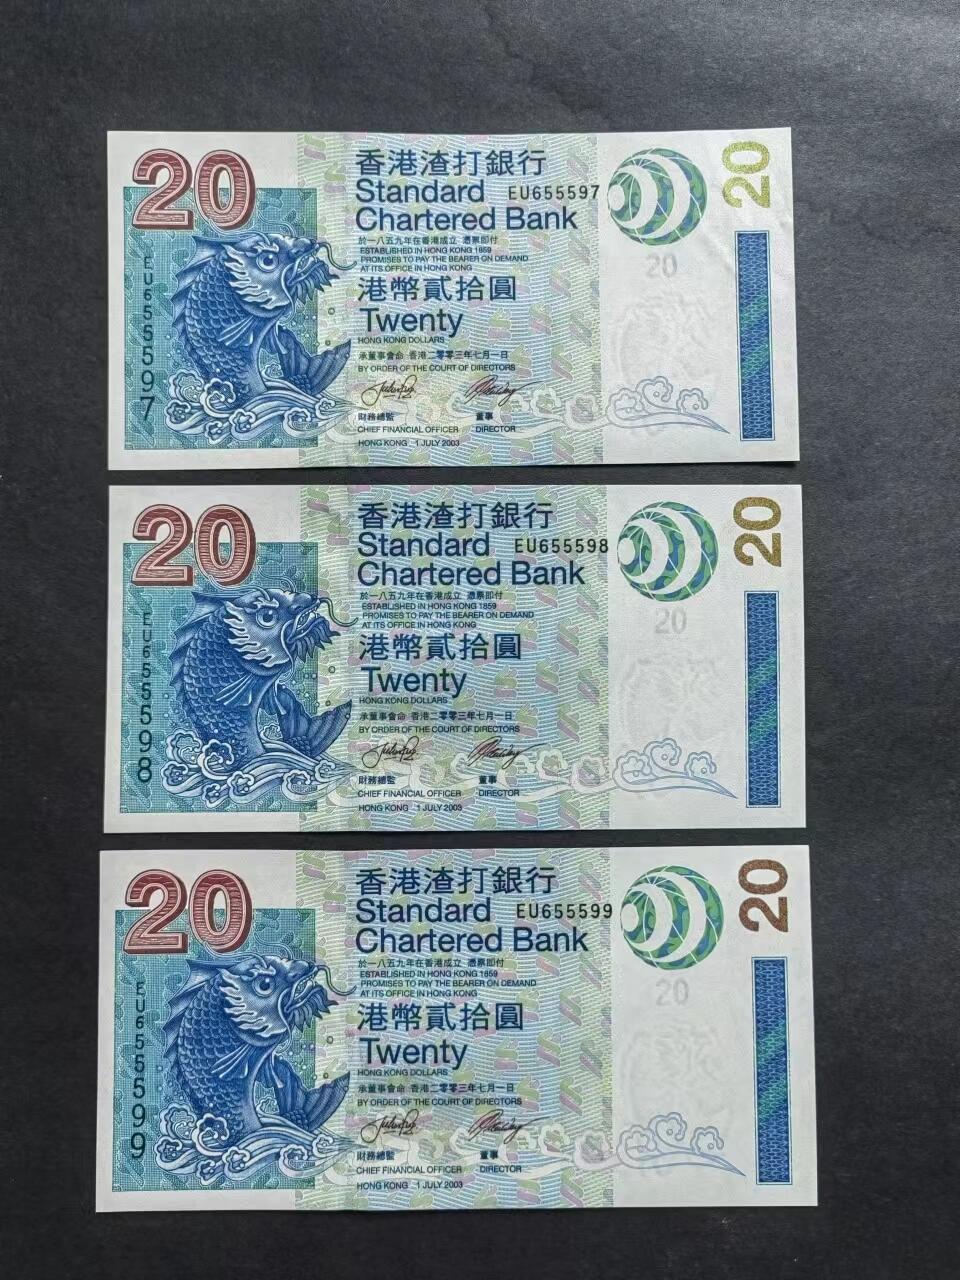 20
香港渣打銀行
20
Standard EU655597
Chartered Bank
於一八五九年在香港成立 憑票即付
ESTABLISHED IN HONG KONG 1859
PROMISES TO PAY THE BEARER ON DEMAND
AT ITS OFFICE IN HONG KONG
20
EU655597
港幣貳拾圓
Twenty
HONG KONG DOLLARS
承董事會命 香港二零零三年七月一日
BY ORDER OF THE COURT OF DIRECTORS
財務總監 董事
CHIEF FINANCIAL OFFICER DIRECTOR
HONG KONG 1 JULY 2003
20
香港渣打銀行
20
Standard EU655598
Chartered Bank
於一八五九年在香港成立 憑票即付
ESTABLISHED IN HONG KONG 1859
PROMISES TO PAY THE BEARER ON DEMAND
AT ITS OFFICE IN HONG KONG
20
EU655598
港幣貳拾圓
Twenty
HONG KONG DOLLARS
承董事會命 香港二零零三年七月一日
BY ORDER OF THE COURT OF DIRECTORS
財務總監 董事
CHIEF FINANCIAL OFFICER DIRECTOR
HONG KONG 1 JULY 2003
20
香港渣打銀行
20
Standard EU655599
Chartered Bank
於一八五九年在香港成立 憑票即付
ESTABLISHED IN HONG KONG 1859
PROMISES TO PAY THE BEARER ON DEMAND
AT ITS OFFICE IN HONG KONG
20
EU655599
港幣貳拾圓
Twenty
HONG KONG DOLLARS
承董事會命 香港二零零三年七月一日
BY ORDER OF THE COURT OF DIRECTORS
財務總監 董事
CHIEF FINANCIAL OFFICER DIRECTOR
HONG KONG 1 JULY 2003